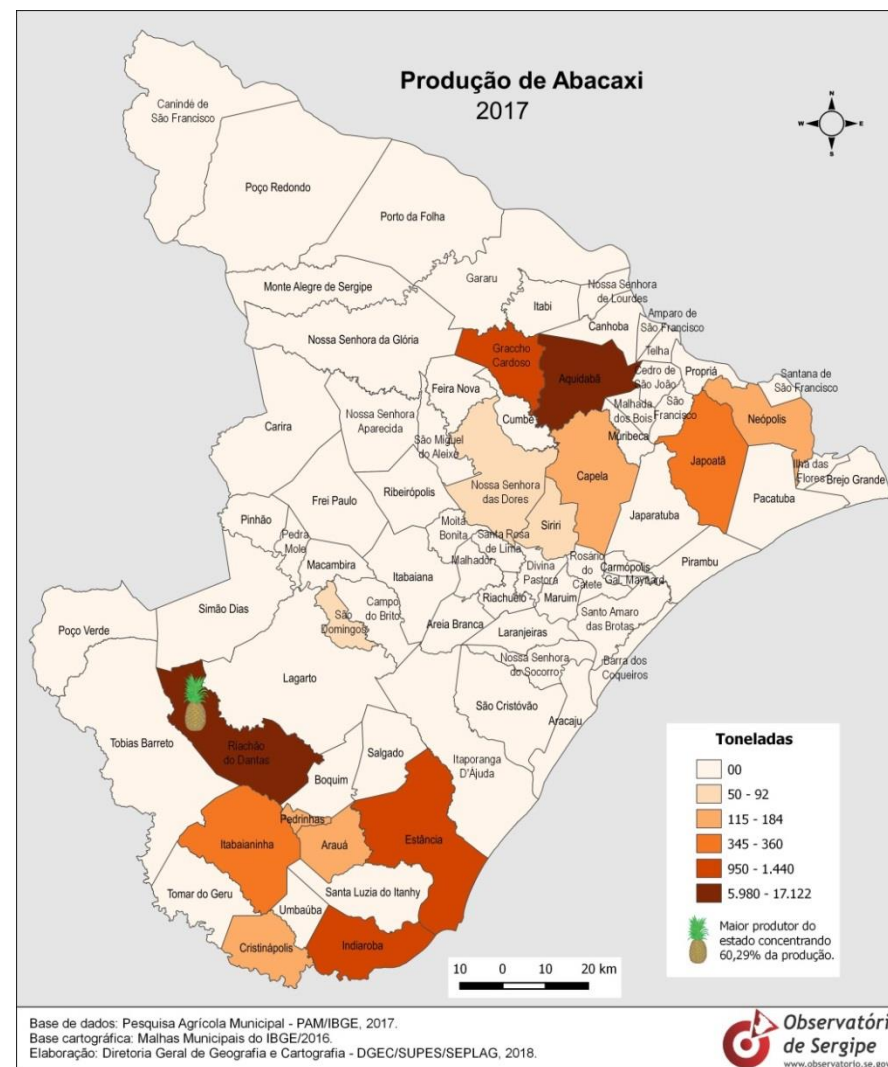 Produção de Abacaxi
2017
N
W
E
S
Canindé de
São Francisco
Poço Redondo
Porto da Folha
Gararu
Monte Alegre de Sergipe
Itabi
Nossa Senhora
de Lourdes
Nossa Senhora da Glória
Canhoba
Amparo de
São Francisco
Graccho
Cardoso
Aquidabã
Telha
Cedro de
São João
Propriá
Santana de
São Francisco
Feira Nova
Cumbe
Malhada
dos Bois
São
Francisco
Neópolis
Carira
Nossa Senhora
Aparecida
São Miguel
do Aleixo
Muribeca
Japoatã
Ilha das
Flores
Brejo Grande
Nossa Senhora
das Dores
Capela
Pacatuba
Frei Paulo
Ribeirópolis
Siriri
Japaratuba
Pinhão
Pedra
Mole
Moita
Bonita
Santa Rosa
de Lima
Macambira
Itabaiana
Malhador
Divina
Pastora
Rosário
do
Catete
Carmópolis
Gal. Maynard
Pirambu
Simão Dias
São
Domingos
Campo
do Brito
Riachuelo
Maruim
Santo Amaro
das Brotas
Poço Verde
Areia Branca
Laranjeiras
Lagarto
Nossa Senhora
do Socorro
Barra dos
Coqueiros
São Cristóvão
Aracaju
Tobias Barreto
Riachão
do Dantas
Salgado
Itaporanga
D'Ajuda
Boquim
Pedrinhas
Itabaianinha
Arauá
Estância
Tomar do Geru
Santa Luzia do Itanhy
Umbaúba
Cristinápolis
Indiaroba
Toneladas
00
50 - 92
115 - 184
345 - 360
950 - 1.440
5.980 - 17.122
Maior produtor do
estado concentrando
60,29% da produção.
10 0 10 20 km
Base de dados: Pesquisa Agrícola Municipal - PAM/IBGE, 2017.
Base cartográfica: Malhas Municipais do IBGE/2016.
Elaboração: Diretoria Geral de Geografia e Cartografia - DGEC/SUPES/SEPLAG, 2018.
Observatório
de Sergipe
www.observatorio.se.gov